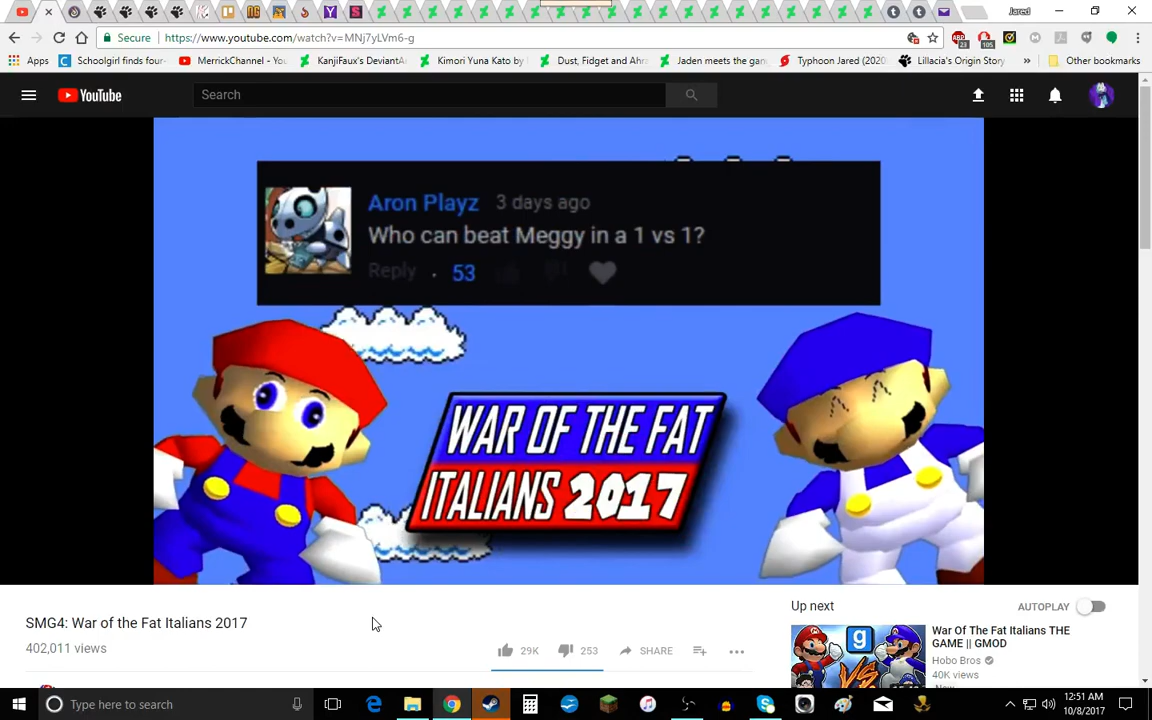 Jared
Secure
https://www.youtube.com/watch?v=MNj7yLVm6-g
Apps
Schoolgirl finds four-
MerrickChannel - You
KanjiFaux's DeviantAr
Kimori Yuna Kato by
Dust, Fidget and Ahra
Jaden meets the gan
Typhoon Jared (2020
Lillacia's Origin Story
»
Other bookmarks
YouTube
Search
Aron Playz 3 days ago
Who can beat Meggy in a 1 vs 1?
Reply . 53
WAR OF THE FAT
ITALIANS 2017
SMG4: War of the Fat Italians 2017
402,011 views
29K
253
SHARE
Up next
AUTOPLAY
War Of The Fat Italians THE
GAME || GMOD
Hobo Bros
40K views
Type here to search
12:51 AM
10/8/2017